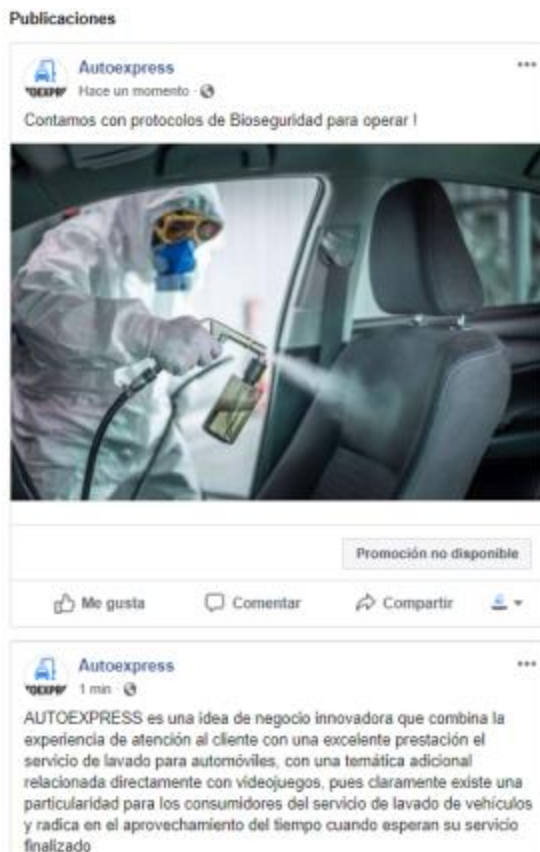 Publicaciones
Autoexpress
Hace un momento ·
Contamos con protocolos de Bioseguridad para operar !
Promoción no disponible
Me gusta
Comentar
Compartir
Autoexpress
1 min ·
AUTOEXPRESS es una idea de negocio innovadora que combina la
experiencia de atención al cliente con una excelente prestación el
servicio de lavado para automóviles, con una temática adicional
relacionada directamente con videojuegos, pues claramente existe una
particularidad para los consumidores del servicio de lavado de vehículos
y radica en el aprovechamiento del tiempo cuando esperan su servicio
finalizado